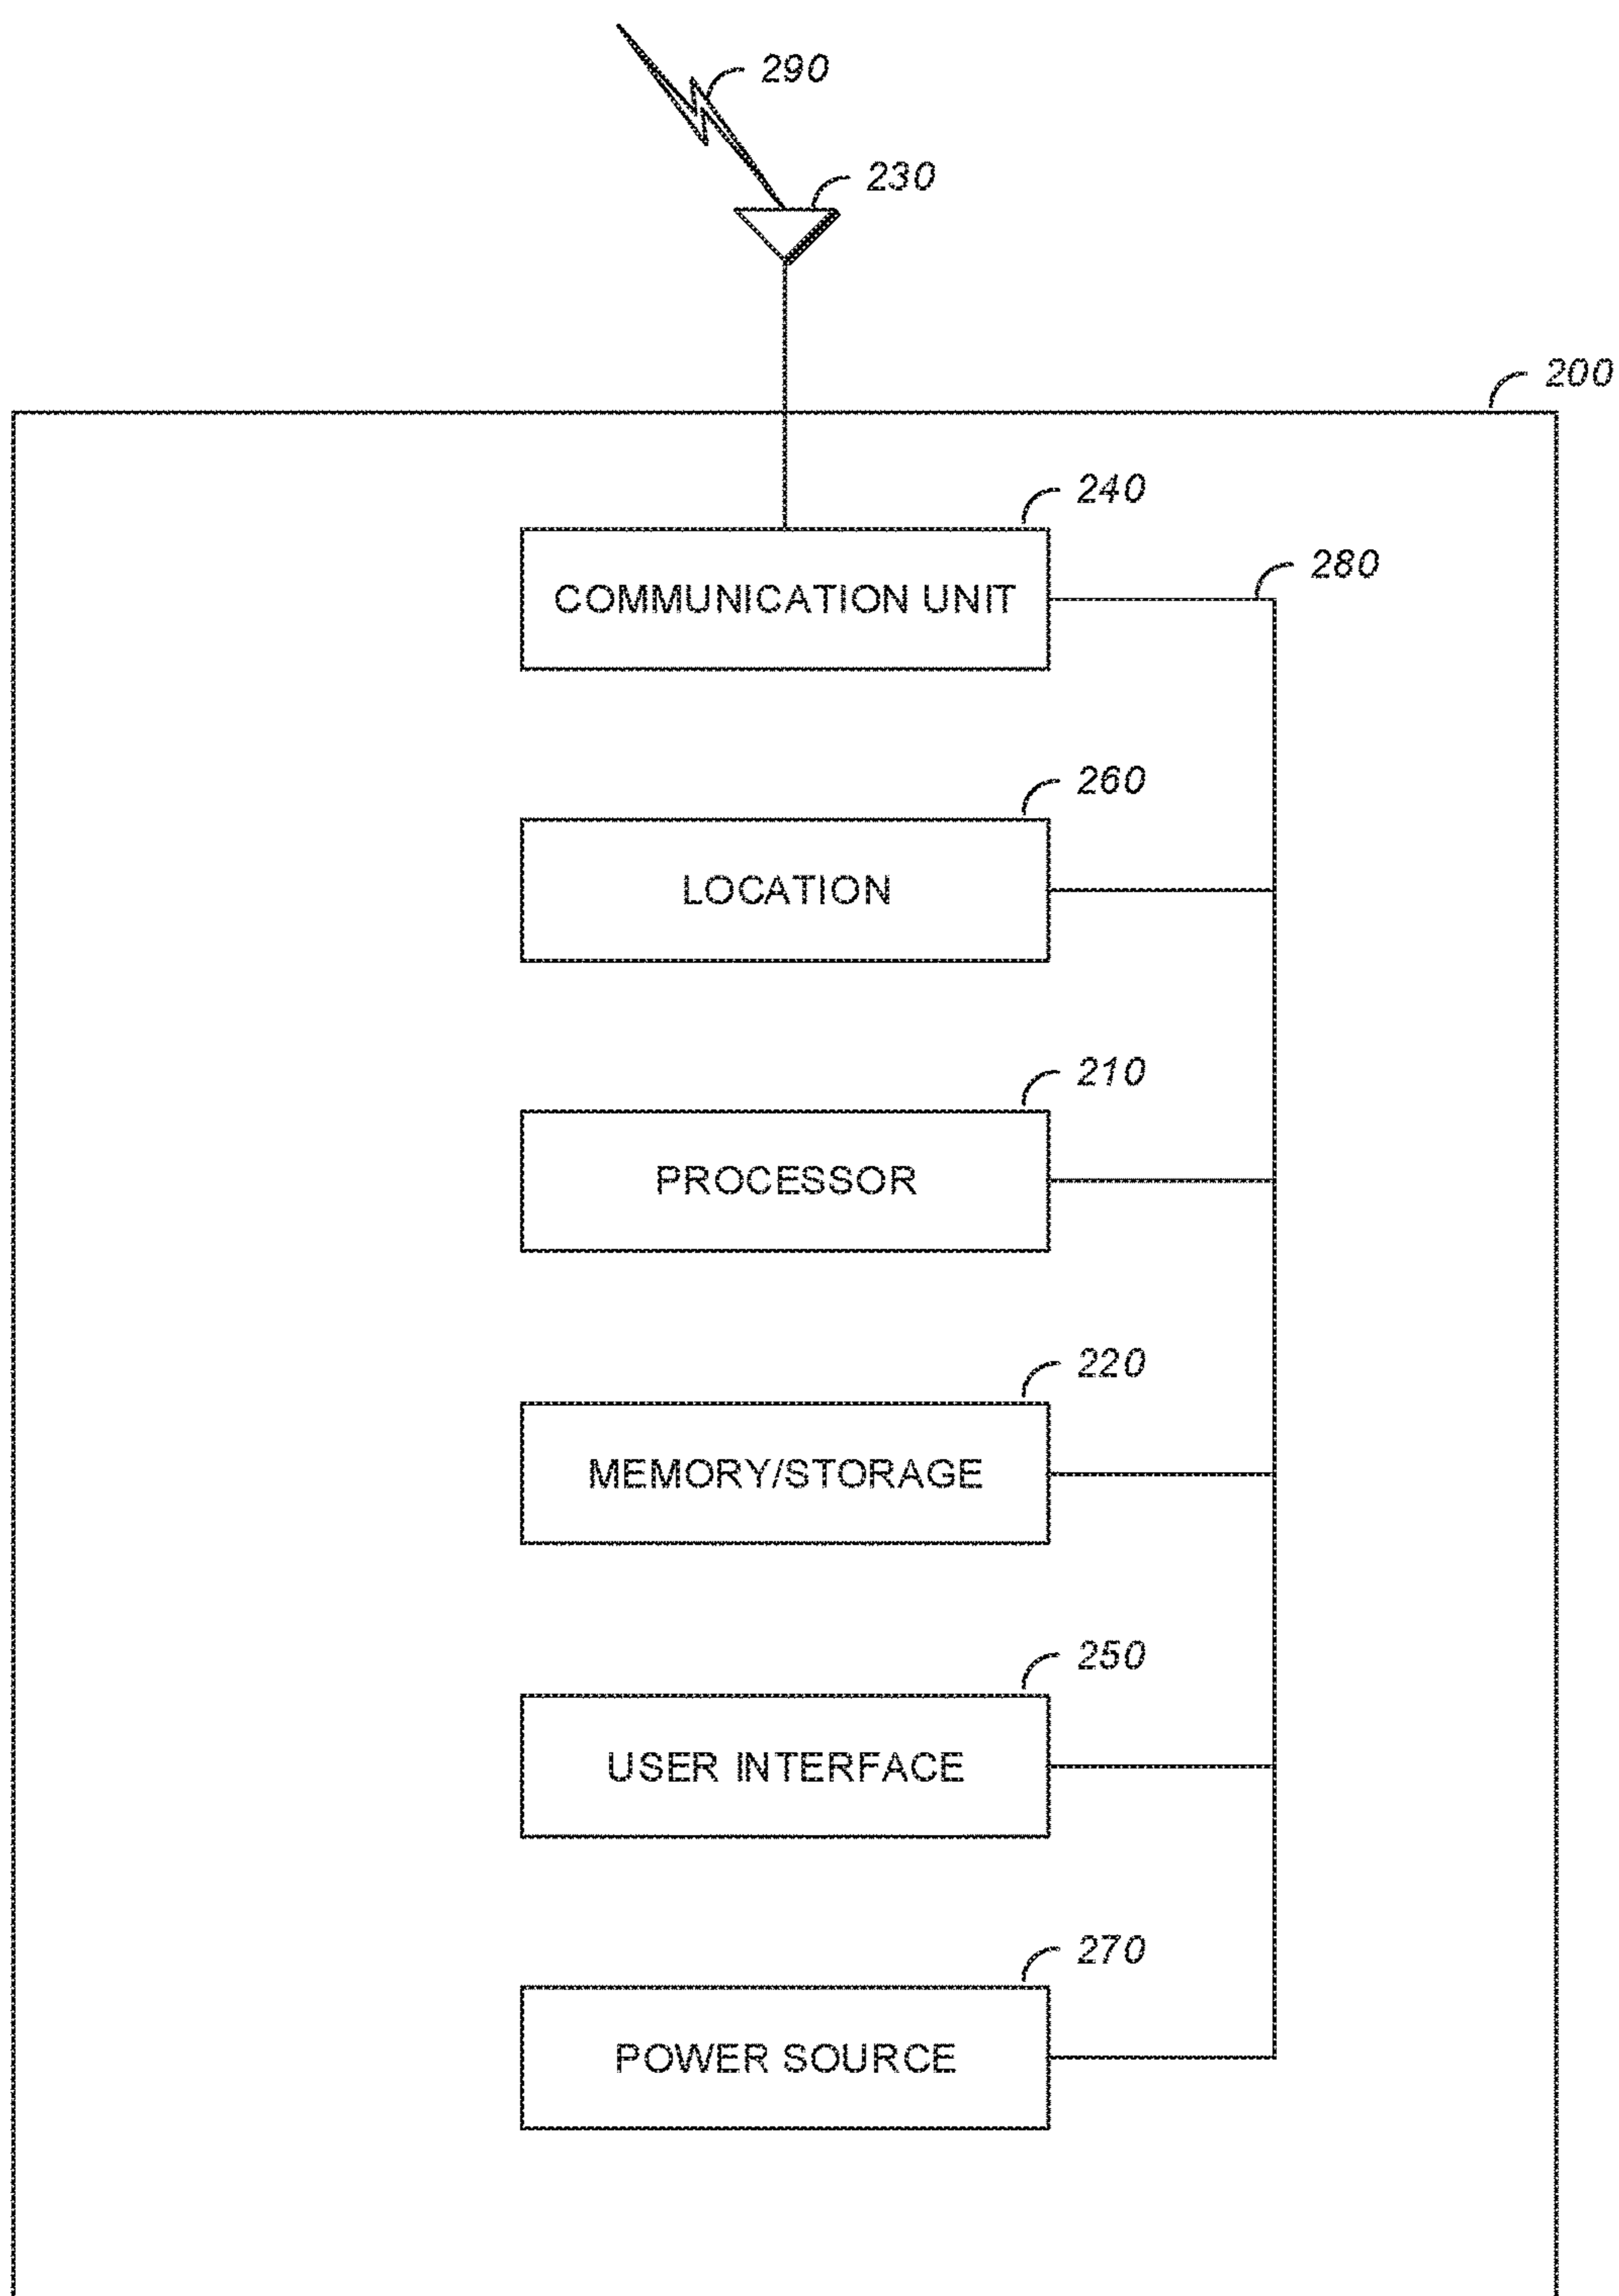 290
230
200
240
280
COMMUNICATION UNIT
260
LOCATION
210
PROCESSOR
220
MEMORY/STORAGE
250
USER INTERFACE
270
POWER SOURCE